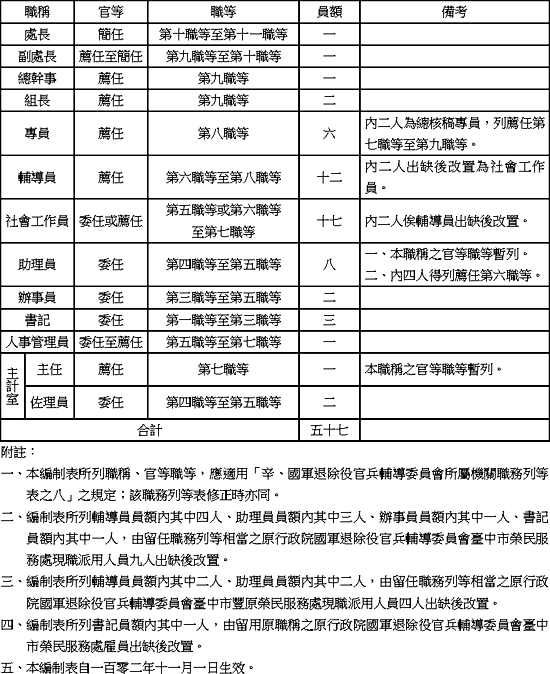 職稱 官等 職等 員額 備考
處長 簡任 第十職等至第十一職等 一
副處長 薦任至簡任 第九職等至第十職等 一
總幹事 薦任 第九職等 一
組長 薦任 第九職等 二
專員 薦任 第八職等 六 內二人為總核稿專員，列薦任第
七職等至第九職等。
輔導員 薦任 第六職等至第八職等 十二 內二人出缺後改置為社會工作
員。
社會工作員 委任或薦任 第五職等或第六職等
至第七職等 十七 內二人俟輔導員出缺後改置。
助理員 委任 第四職等至第五職等 八 一、本職稱之官等職等暫列。
二、內四人得列薦任第六職等。
辦事員 委任 第三職等至第五職等 二
書記 委任 第一職等至第三職等 三
人事管理員 委任至薦任 第五職等至第七職等 一
主計室 主任 薦任 第七職等 一 本職稱之官等職等暫列。
佐理員 委任 第四職等至第五職等 二
合計 五十七
附註：
一、本編制表所列職稱、官等職等，應適用「辛、國軍退除役官兵輔導委員會所屬機關職務列等
表之八」之規定；該職務列等表修正時亦同。
二、編制表所列輔導員員額內其中四人、助理員員額內其中三人、辦事員員額內其中一人、書記
員額內其中一人，由留任職務列等相當之原行政院國軍退除役官兵輔導委員會臺中市榮民服
務處現職派用人員九人出缺後改置。
三、編制表所列輔導員員額內其中二人、助理員員額內其中二人，由留任職務列等相當之原行政
院國軍退除役官兵輔導委員會臺中市豐原榮民服務處現職派用人員四人出缺後改置。
四、編制表所列書記員額內其中一人，由留用原職稱之原行政院國軍退除役官兵輔導委員會臺中
市榮民服務處雇員出缺後改置。
五、本編制表自一百零二年十一月一日生效。